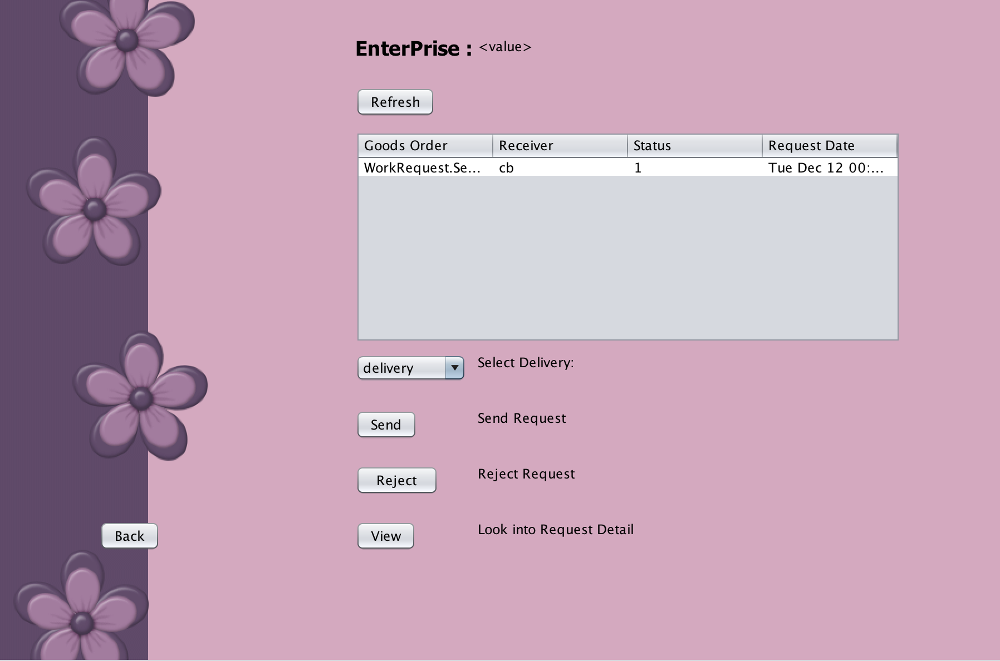 EnterPrise : <value>
Refresh
Goods Order Receiver Status Request Date
WorkRequest.Se... cb 1 Tue Dec 12 00:...
delivery Select Delivery:
Send Send Request
Reject Reject Request
Back View Look into Request Detail